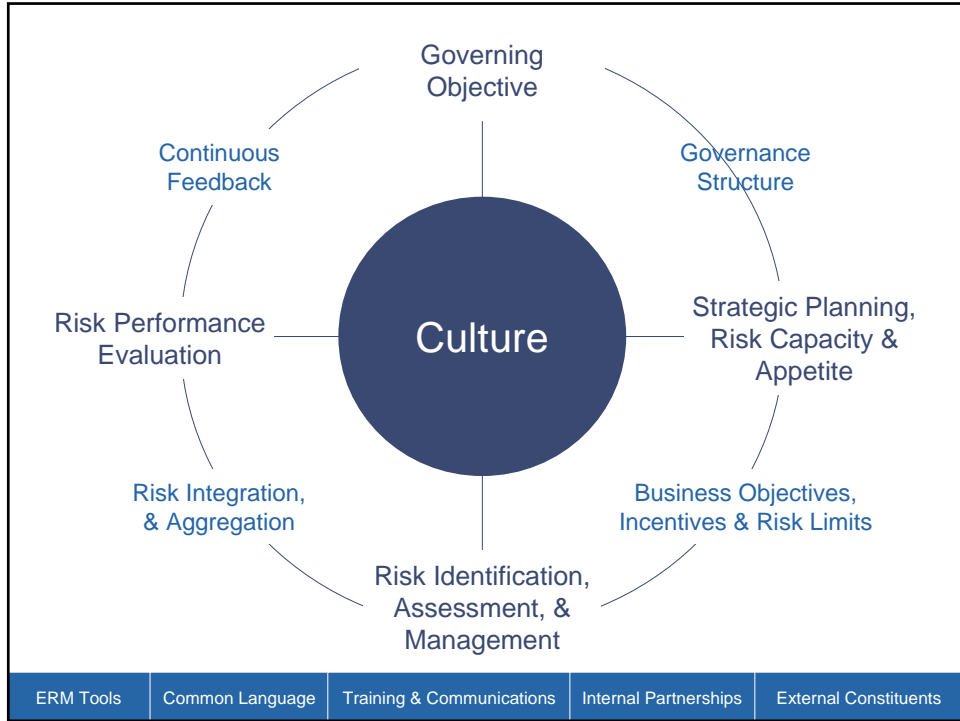 Governing
Objective
Continuous
Feedback
Governance
Structure
Risk Performance
Evaluation
Culture
Strategic Planning,
Risk Capacity &
Appetite
Risk Integration,
& Aggregation
Business Objectives,
Incentives & Risk Limits
Risk Identification,
Assessment, &
Management
ERM Tools
Common Language
Training & Communications
Internal Partnerships
External Constituents